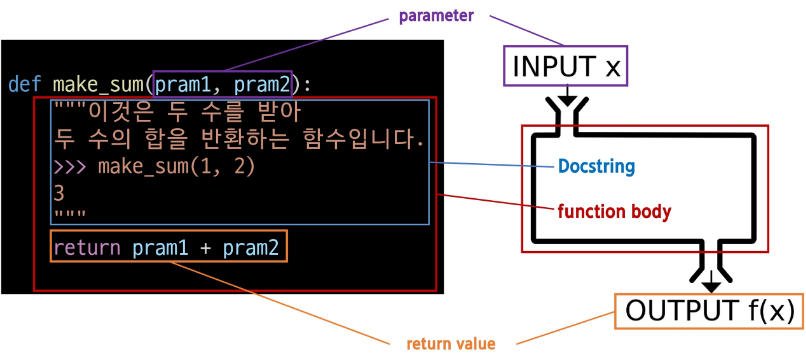 parameter
def make_sum(pram1, pram2):
"""이것은 두 수를 받아
두 수의 합을 반환하는 함수입니다.
>>> make_sum(1, 2)
3
"""
return pram1 + pram2
INPUT x
Docstring
function body
OUTPUT f(x)
return value